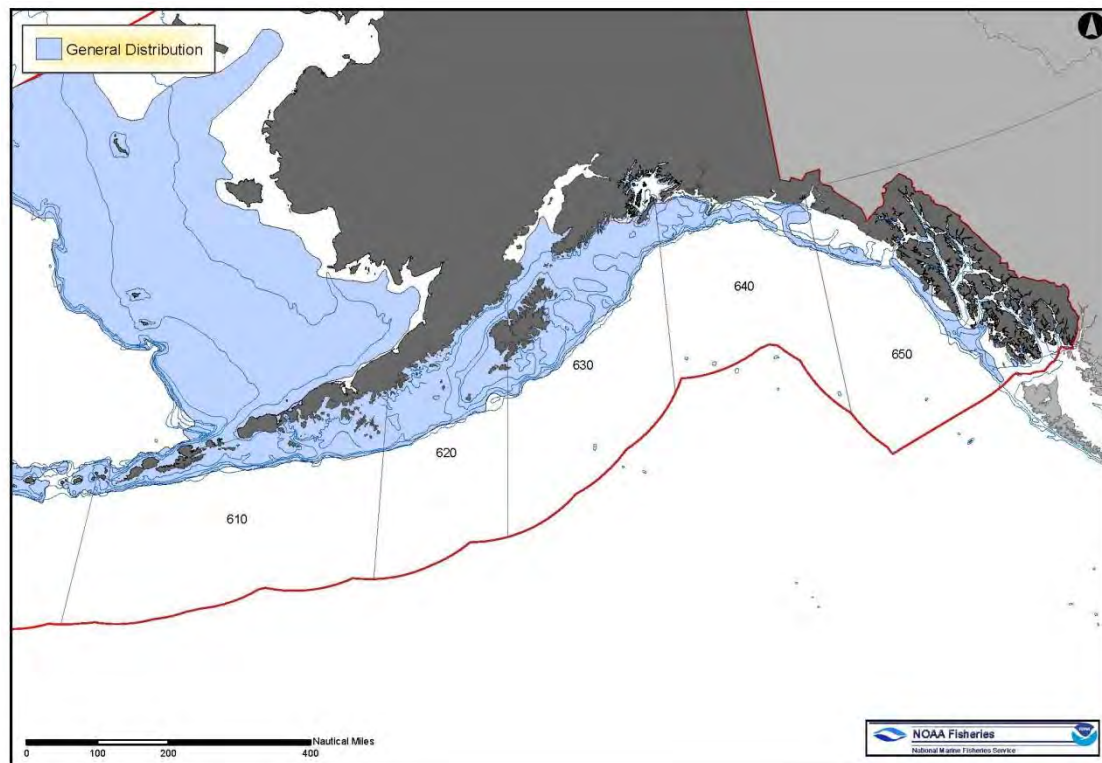 General Distribution
640
650
630
620
610
Nautical Miles
0 100 200 400
NOAA Fisheries
National Marine Fisheries Service